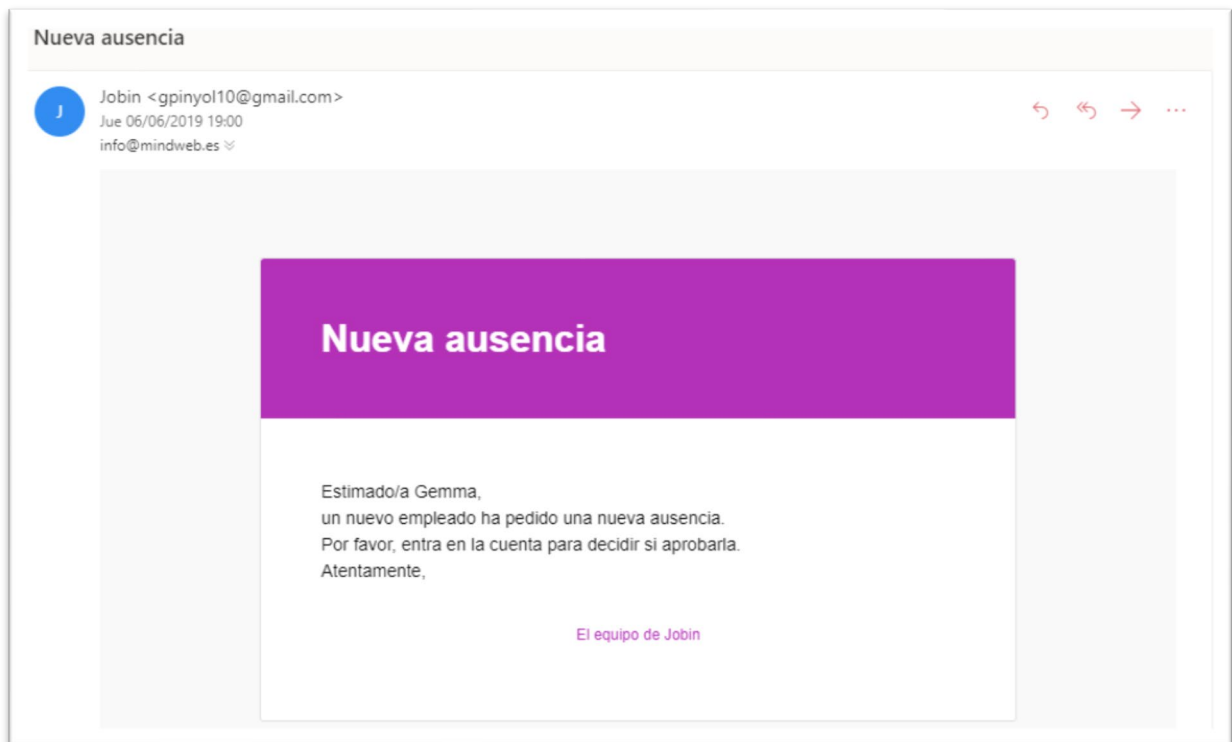 Nueva ausencia
J
Jobin <gpinyol10@gmail.com>
Jue 06/06/2019 19:00
info@mindweb.es
Nueva ausencia
Estimado/a Gemma,
un nuevo empleado ha pedido una nueva ausencia.
Por favor, entra en la cuenta para decidir si aprobarla.
Atentamente,
El equipo de Jobin